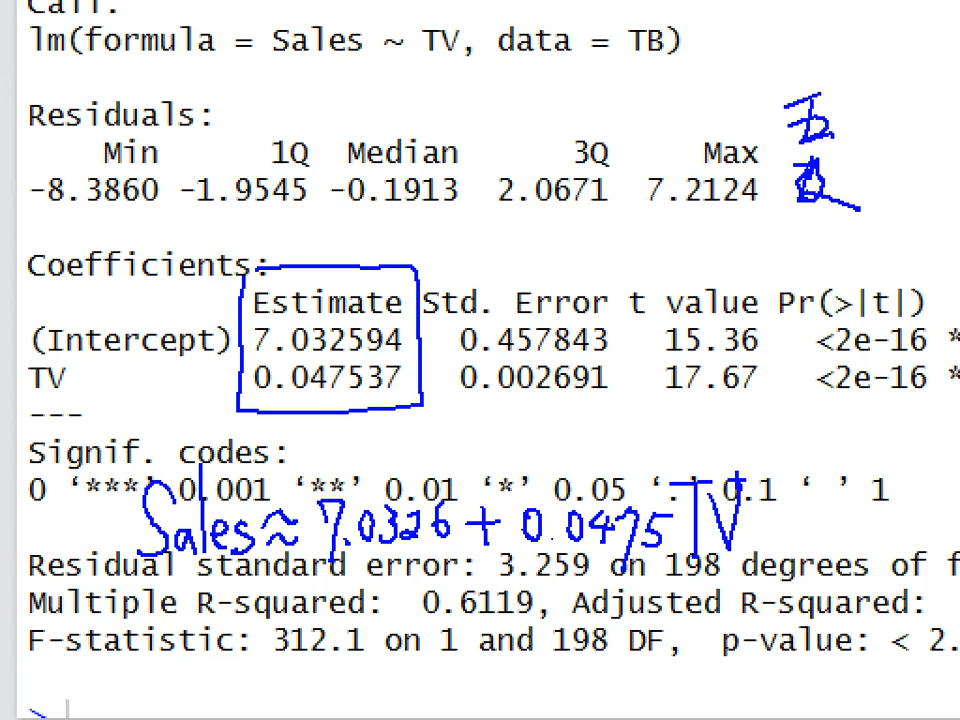 Call:
lm(formula = Sales ~ TV, data = TB)
Residuals:
Min 1Q Median 3Q Max
-8.3860 -1.9545 -0.1913 2.0671 7.2124
Coefficients:
Estimate Std. Error t value Pr(>|t|)
(Intercept) 7.032594 0.457843 15.36 <2e-16 *
TV 0.047537 0.002691 17.67 <2e-16 *
---
Signif. codes:
0 ‘***’ 0.001 ‘**’ 0.01 ‘*’ 0.05 ‘.’ 0.1 ‘ ’ 1
Sales ≈ 7.0326 + 0.0475 TV
Residual standard error: 3.259 on 198 degrees of f
Multiple R-squared: 0.6119, Adjusted R-squared:
F-statistic: 312.1 on 1 and 198 DF, p-value: < 2.
>